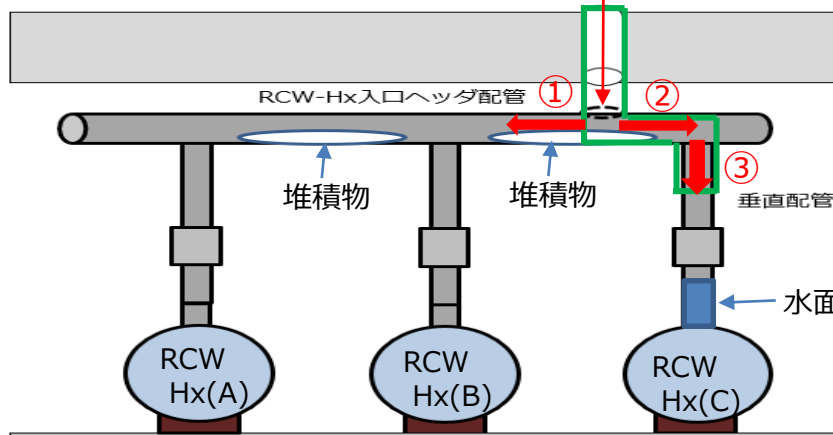 RCW-Hx入口ヘッダ配管
①
②
③
堆積物
堆積物
垂直配管
水面
RCW
Hx(A)
RCW
Hx(B)
RCW
Hx(C)